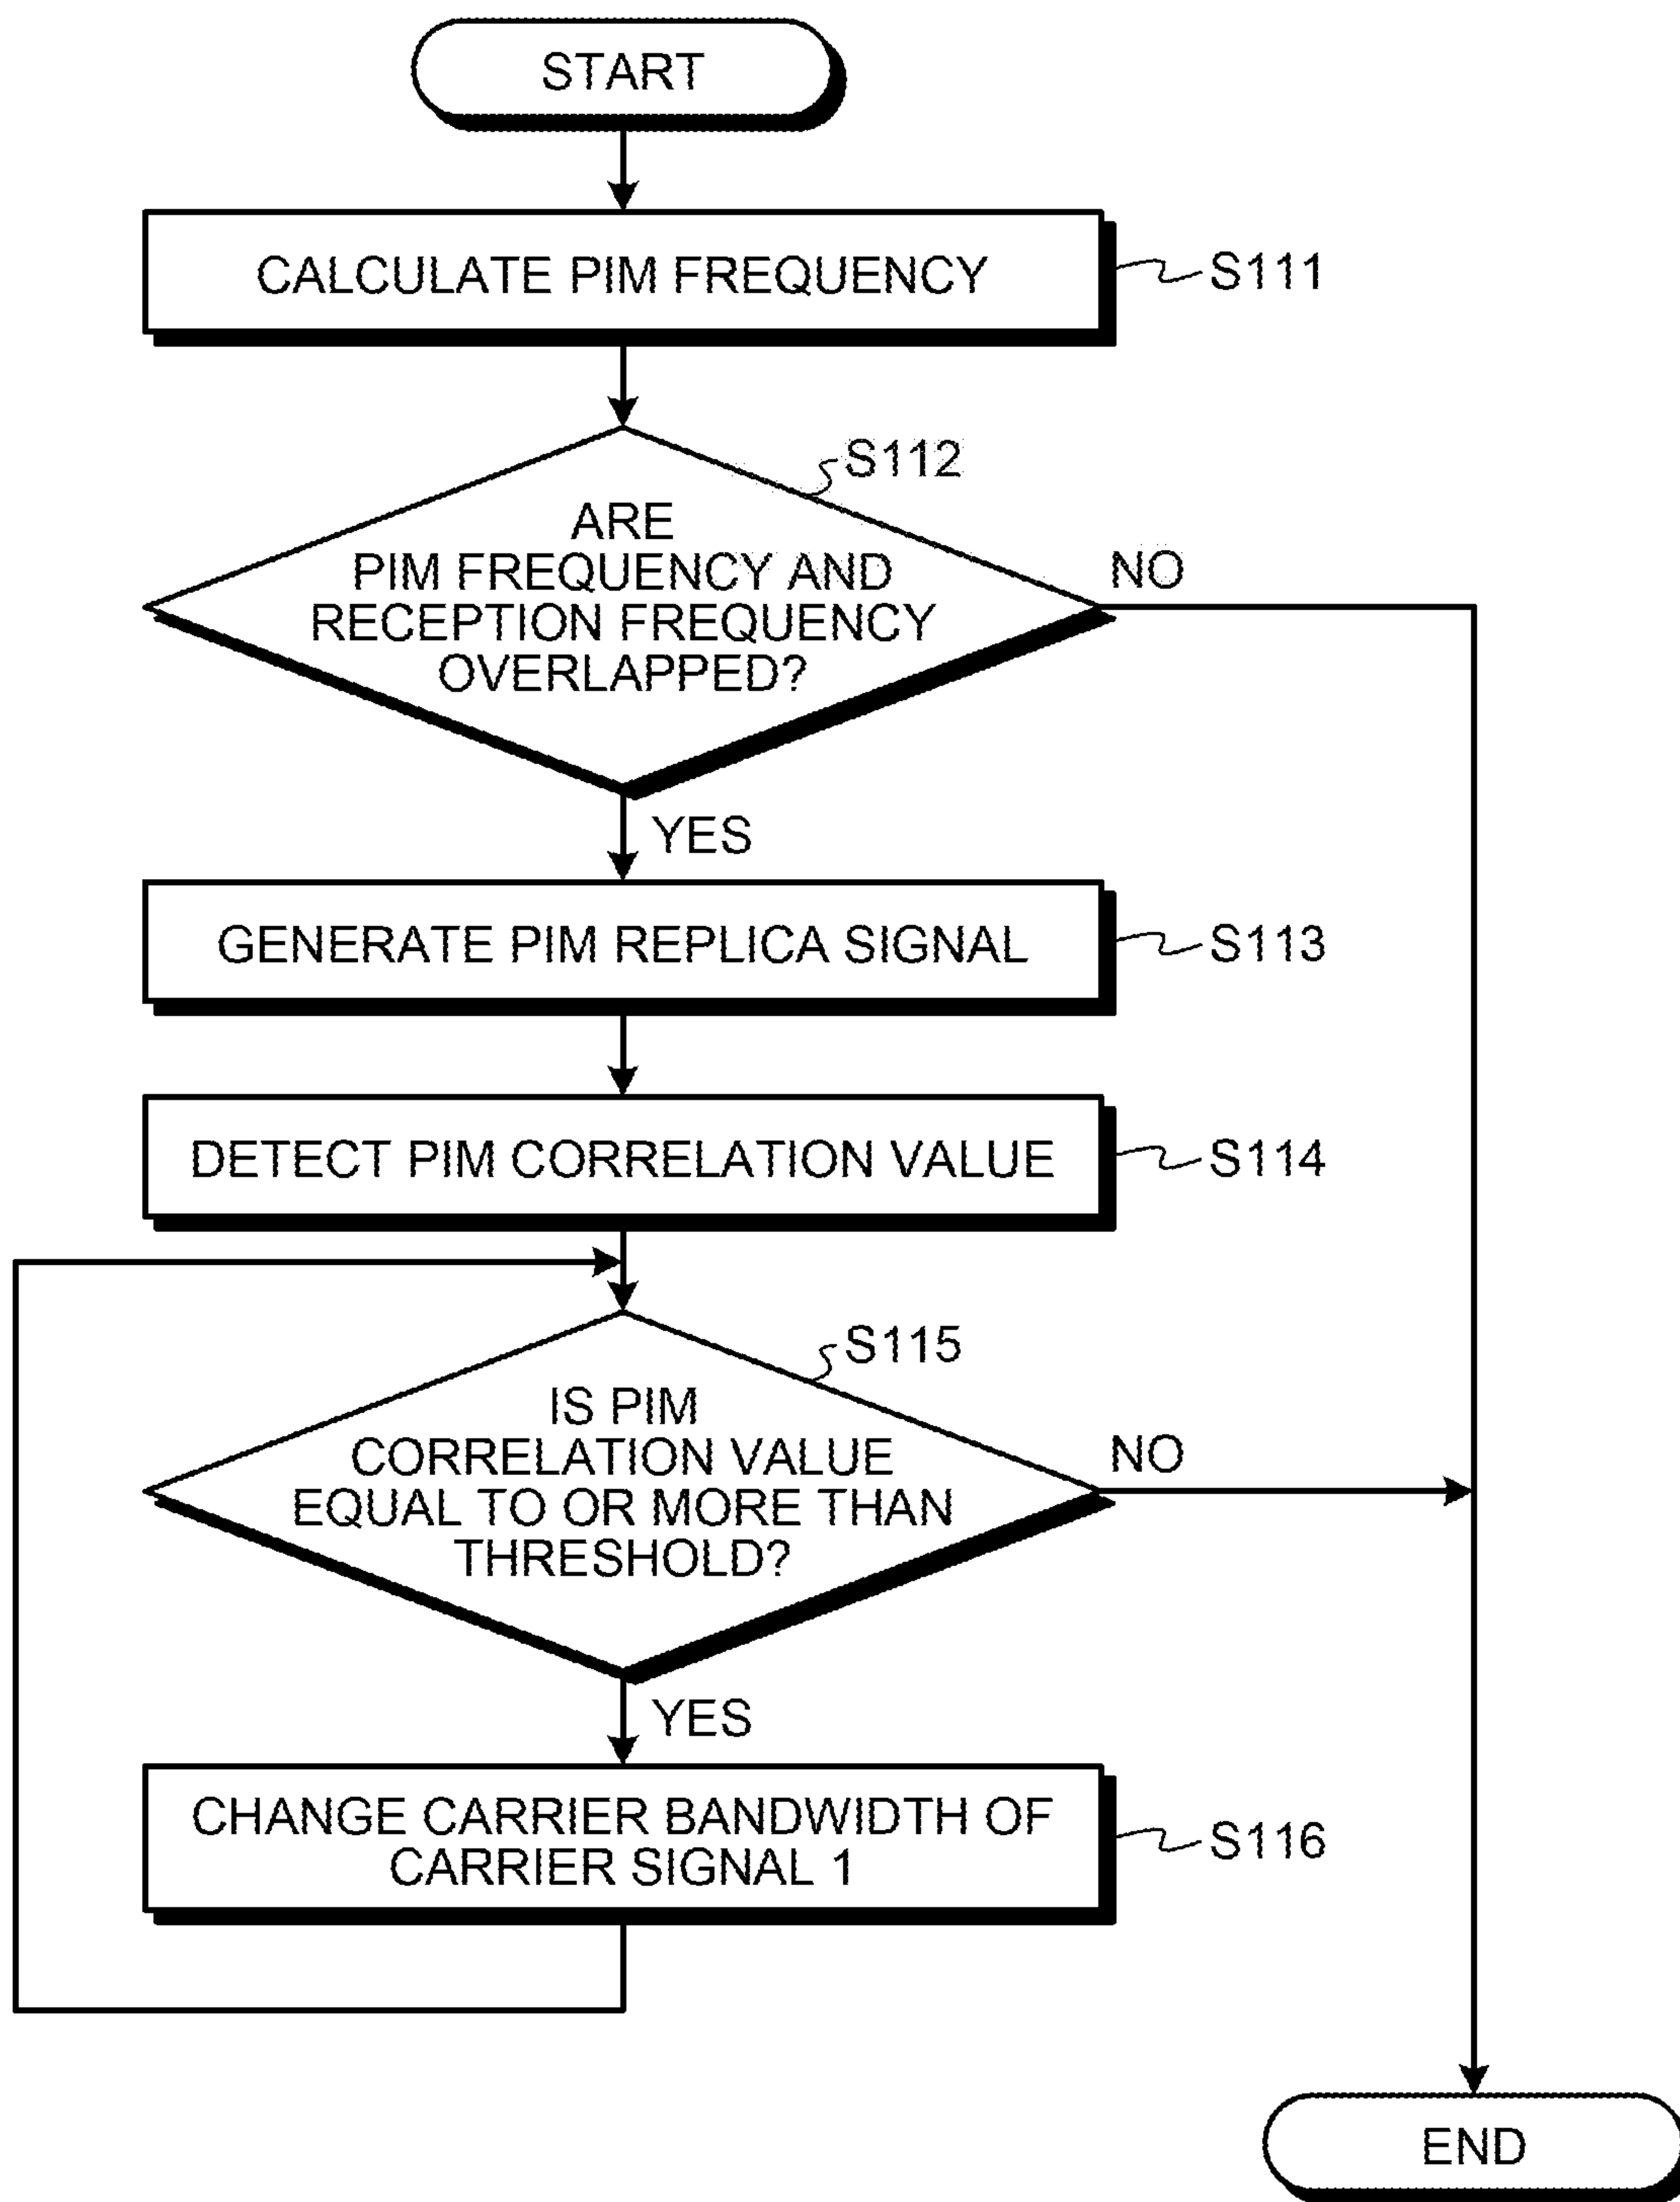 START
CALCULATE PIM FREQUENCY
S111
S112
ARE
PIM FREQUENCY AND
RECEPTION FREQUENCY
OVERLAPPED?
NO
YES
GENERATE PIM REPLICA SIGNAL
S113
DETECT PIM CORRELATION VALUE
S114
S115
IS PIM
CORRELATION VALUE
EQUAL TO OR MORE THAN
THRESHOLD?
NO
YES
CHANGE CARRIER BANDWIDTH OF
CARRIER SIGNAL 1
S116
END